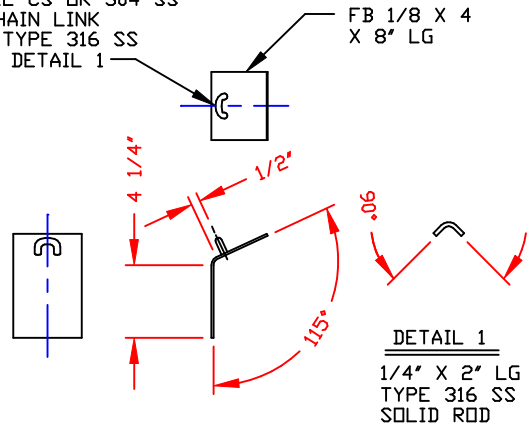 CS OR 304 SS
HAIN LINK
TYPE 316 SS
DETAIL 1
FB 1/8 X 4
X 8" LG
4 1/4"
1/2"
115°
90°
DETAIL 1
1/4" X 2" LG
TYPE 316 SS
SOLID ROD